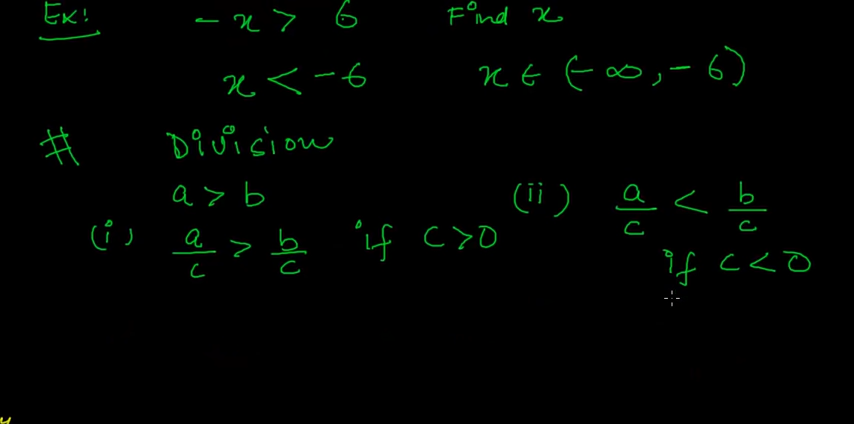 Ex: - x > 6 Find x
x < - 6 x ∈ (- ∞, - 6)
# Division
a > b
(i) a/c > b/c if c > 0
(ii) a/c < b/c
if c < 0